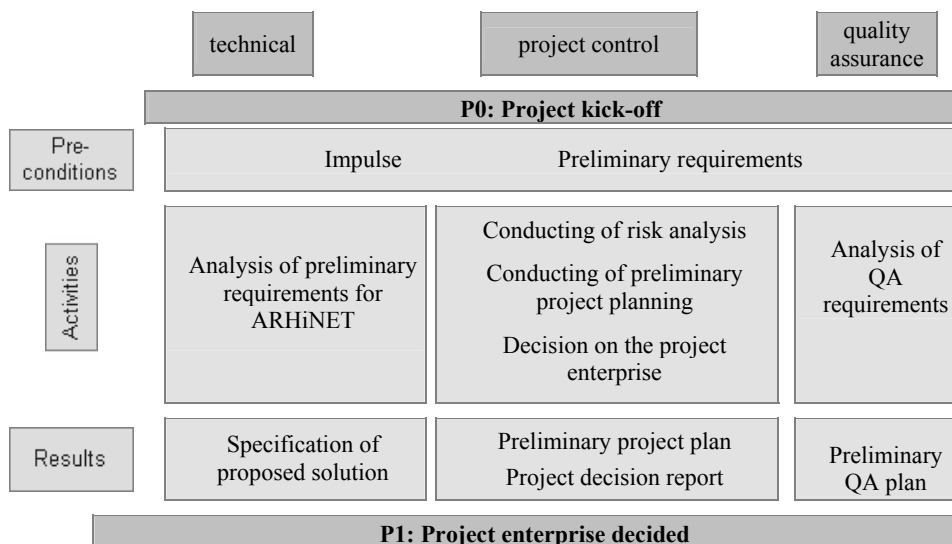 technical
project control
quality
assurance
P0: Project kick-off
Pre-
conditions
Impulse
Preliminary requirements
Activities
Analysis of preliminary
requirements for
ARHiNET
Conducting of risk analysis
Conducting of preliminary
project planning
Decision on the project
enterprise
Analysis of
QA
requirements
Results
Specification of
proposed solution
Preliminary project plan
Project decision report
Preliminary
QA plan
P1: Project enterprise decided